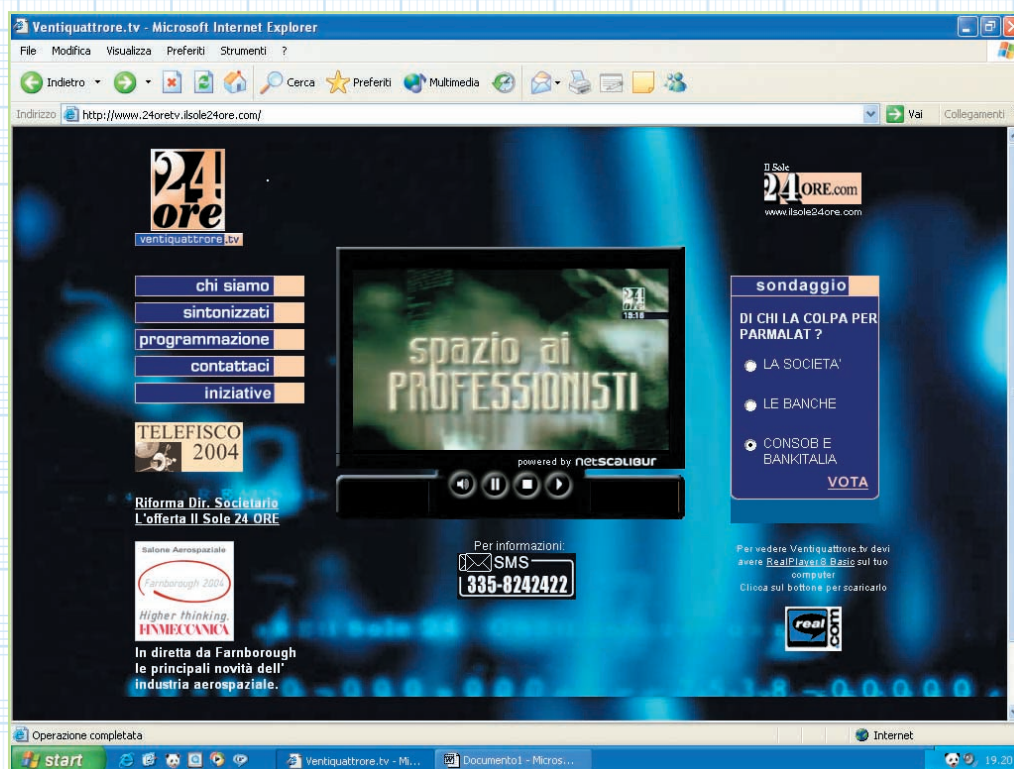 Ventiquattrore.tv - Microsoft Internet Explorer
File Modifica Visualizza Preferiti Strumenti ?
Indietro Cerca Preferiti Multimedia
Indirizzo http://www.24oretv.ilsole24ore.com/ Vai Collegamenti
24!
ore
ventiquattrore.tv
Il Sole
24 ORE.com
www.ilsole24ore.com
chi siamo
sintonizzati
programmazione
contattaci
iniziative
TELEFISCO
2004
Riforma Dir. Societario
L'offerta Il Sole 24 ORE
Salone Aerospaziale
Farnborough 2004
Higher thinking.
FINMECCANICA
In diretta da Farnborough
le principali novità dell'
industria aerospaziale.
24
ore
spazio ai
PROFESSIONISTI
powered by netscalibur
Per informazioni:
SMS
335-8242422
sondaggio
DI CHI LA COLPA PER
PARMALAT ?
LA SOCIETA'
LE BANCHE
CONSOB E
BANKITALIA
VOTA
Per vedere Ventiquattrore.tv devi
avere RealPlayer 8 Basic sul tuo
computer
Clicca sul bottone per scaricarlo
real.com
Operazione completata Internet
start Ventiquattrore.tv - Mi... Documento1 - Micros... 19.20